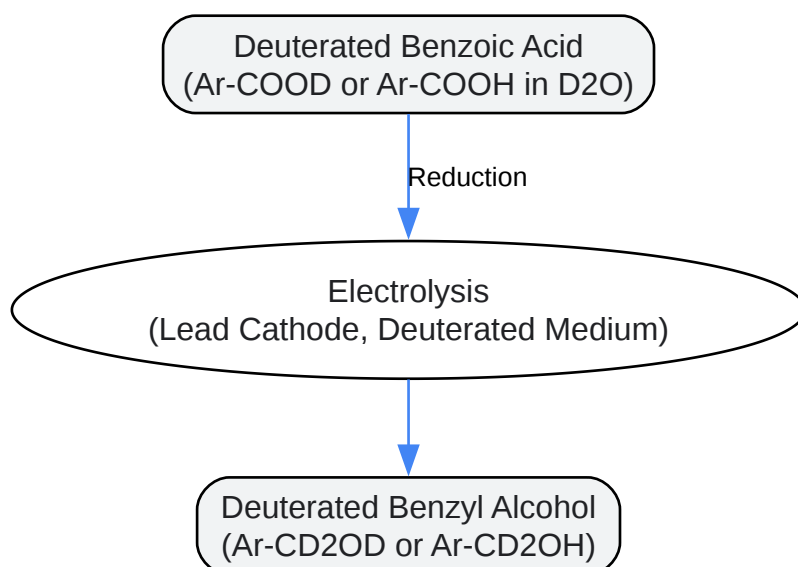 Deuterated Benzoic Acid
(Ar-COOD or Ar-COOH in D2O)
Reduction
Electrolysis
(Lead Cathode, Deuterated Medium)
Deuterated Benzyl Alcohol
(Ar-CD2OD or Ar-CD2OH)